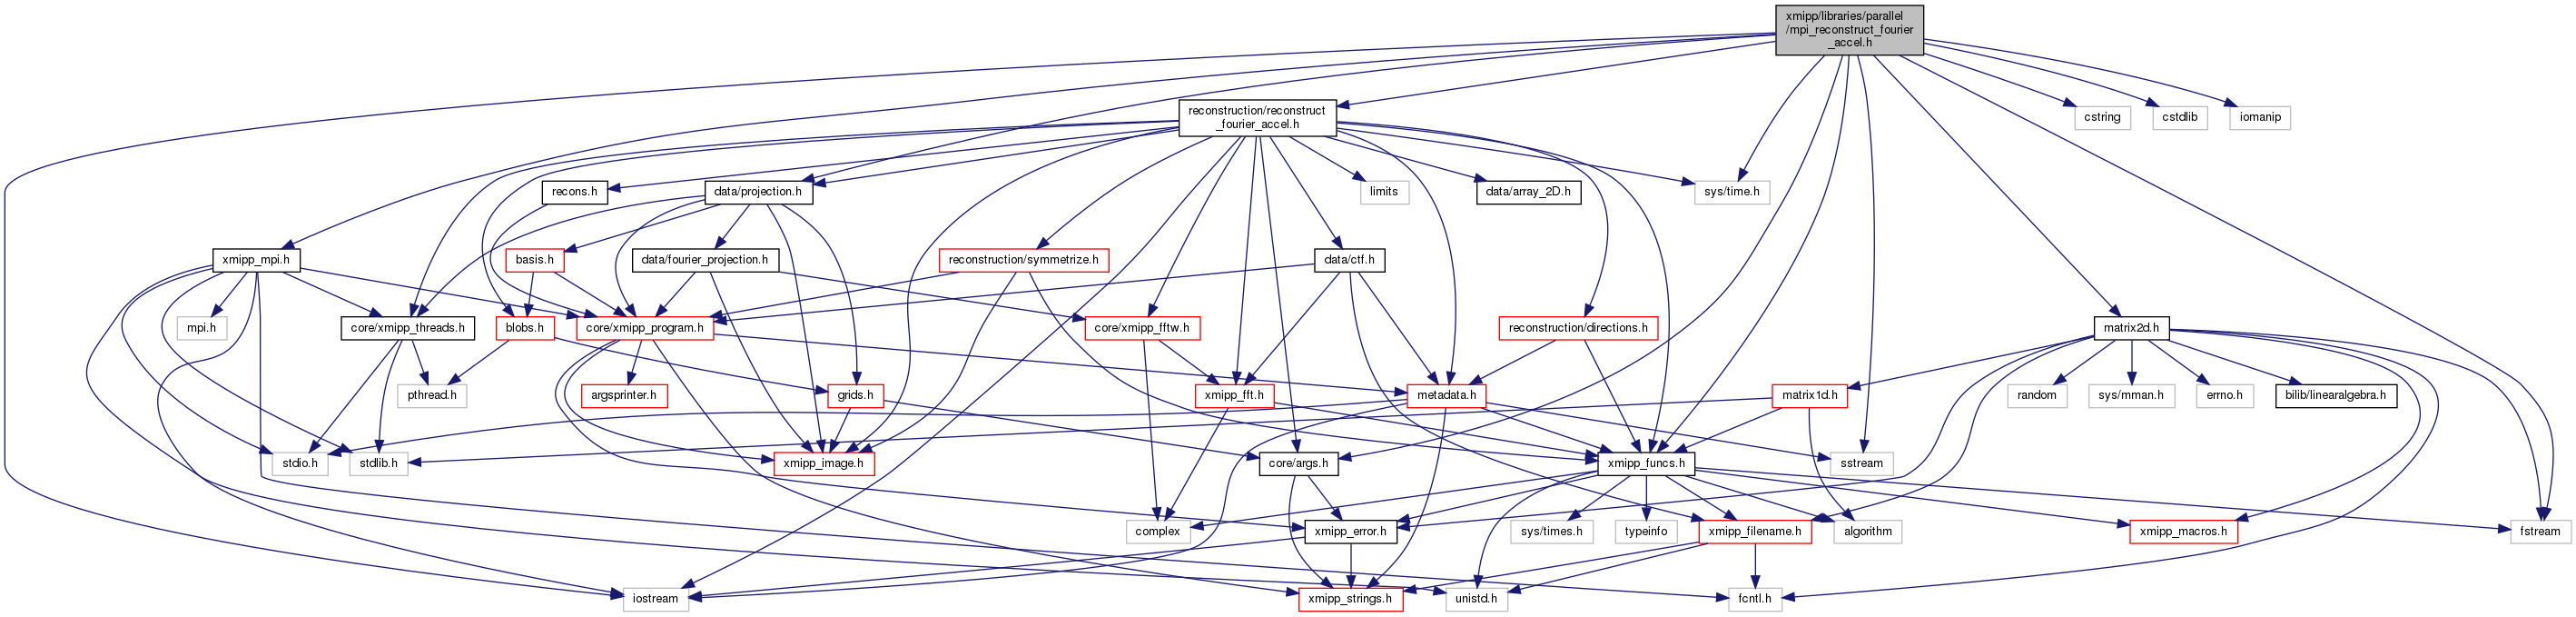 xmipp/libraries/parallel
/mpi_reconstruct_fourier
_accel.h
reconstruction/reconstruct
_fourier_accel.h
cstring
cstdlib
iomanip
recons.h
data/projection.h
limits
data/array_2D.h
sys/time.h
xmipp_mpi.h
basis.h
data/fourier_projection.h
reconstruction/symmetrize.h
data/ctf.h
mpi.h
core/xmipp_threads.h
blobs.h
core/xmipp_program.h
core/xmipp_fftw.h
reconstruction/directions.h
matrix2d.h
pthread.h
argsprinter.h
grids.h
xmipp_fft.h
metadata.h
matrix1d.h
random
sys/mman.h
errno.h
bilib/linearalgebra.h
stdio.h
stdlib.h
xmipp_image.h
core/args.h
xmipp_funcs.h
sstream
complex
xmipp_error.h
sys/times.h
typeinfo
xmipp_filename.h
algorithm
xmipp_macros.h
fstream
iostream
xmipp_strings.h
unistd.h
fcntl.h